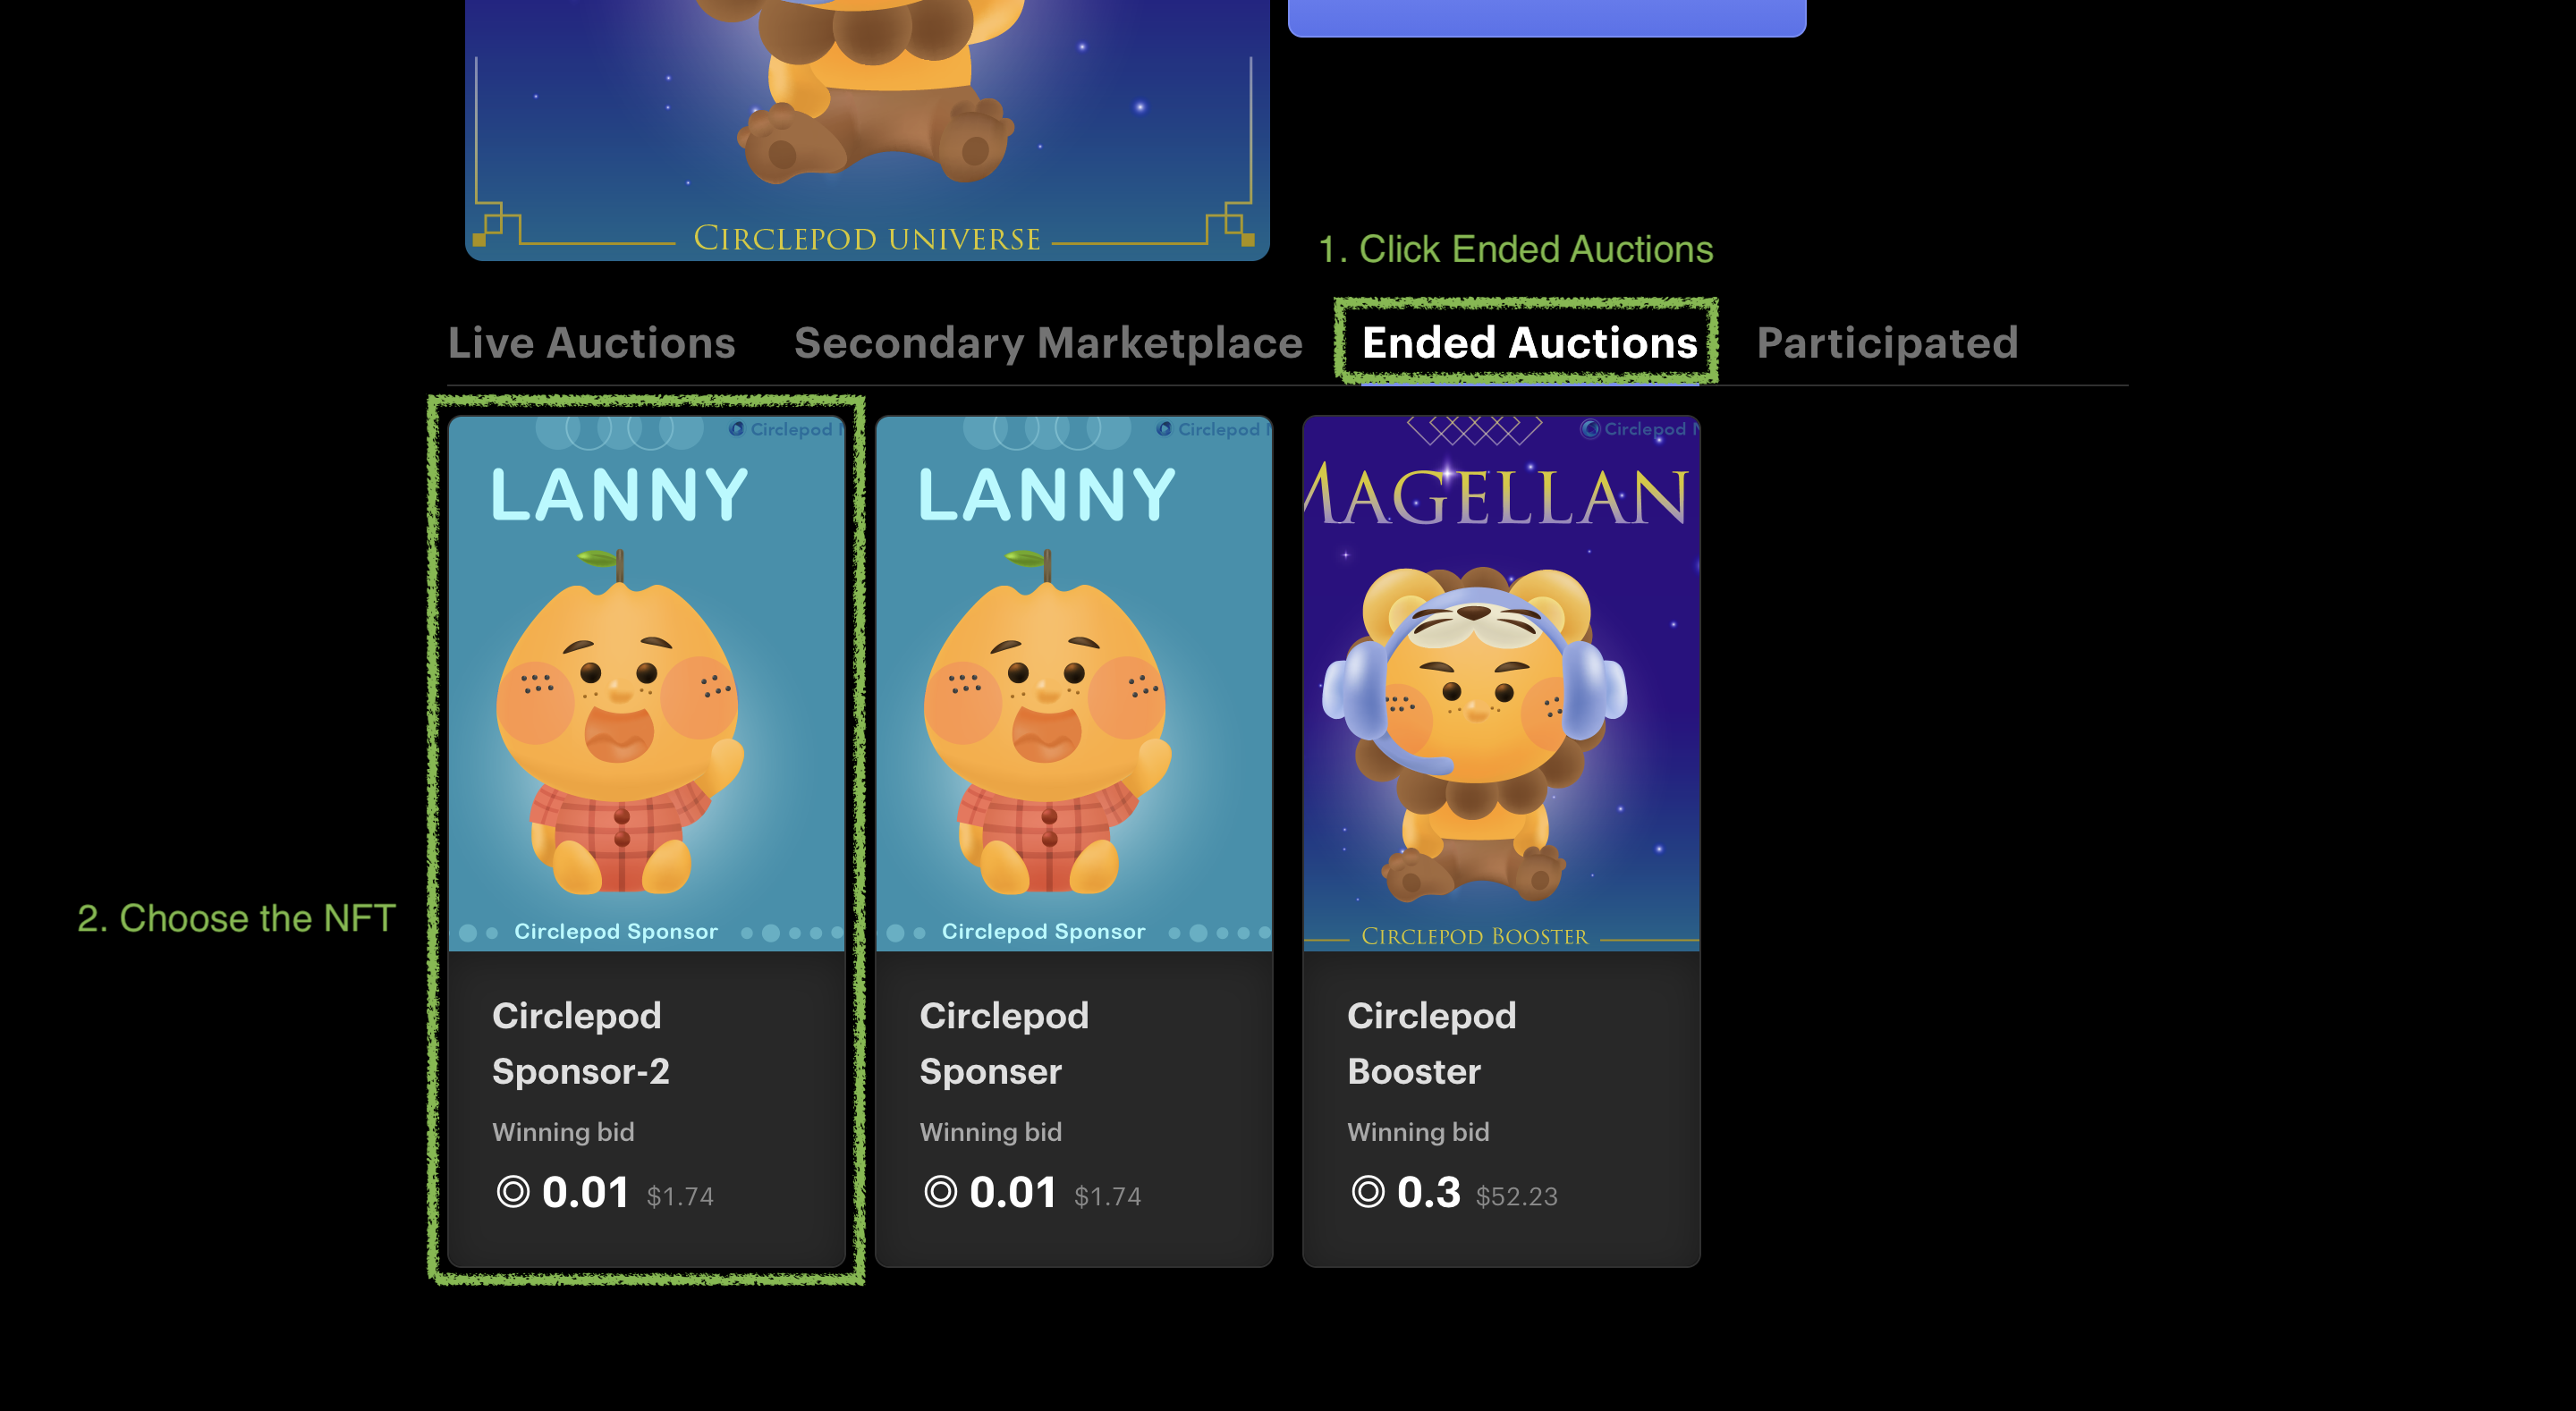 CIRCLEPOD UNIVERSE
1. Click Ended Auctions
Live Auctions
Secondary Marketplace
Ended Auctions
Participated
2. Choose the NFT
Circlepod
LANNY
Circlepod Sponsor
Circlepod
Sponsor-2
Winning bid
0.01 $1.74
Circlepod
LANNY
Circlepod Sponsor
Circlepod
Sponser
Winning bid
0.01 $1.74
Circlepod
MAGELLAN
CIRCLEPOD BOOSTER
Circlepod
Booster
Winning bid
0.3 $52.23